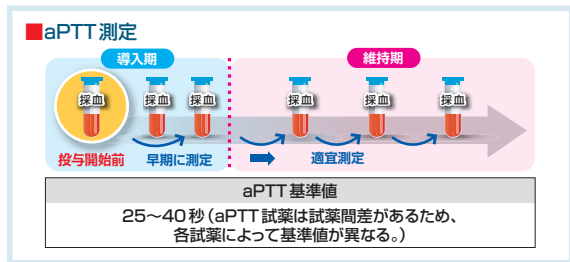 ■aPTT測定
導入期
維持期
採血 採血 採血 採血 採血 採血
投与開始前 早期に測定 適宜測定
aPTT基準値
25～40秒（aPTT試薬は試薬間差があるため、
各試薬によって基準値が異なる。）